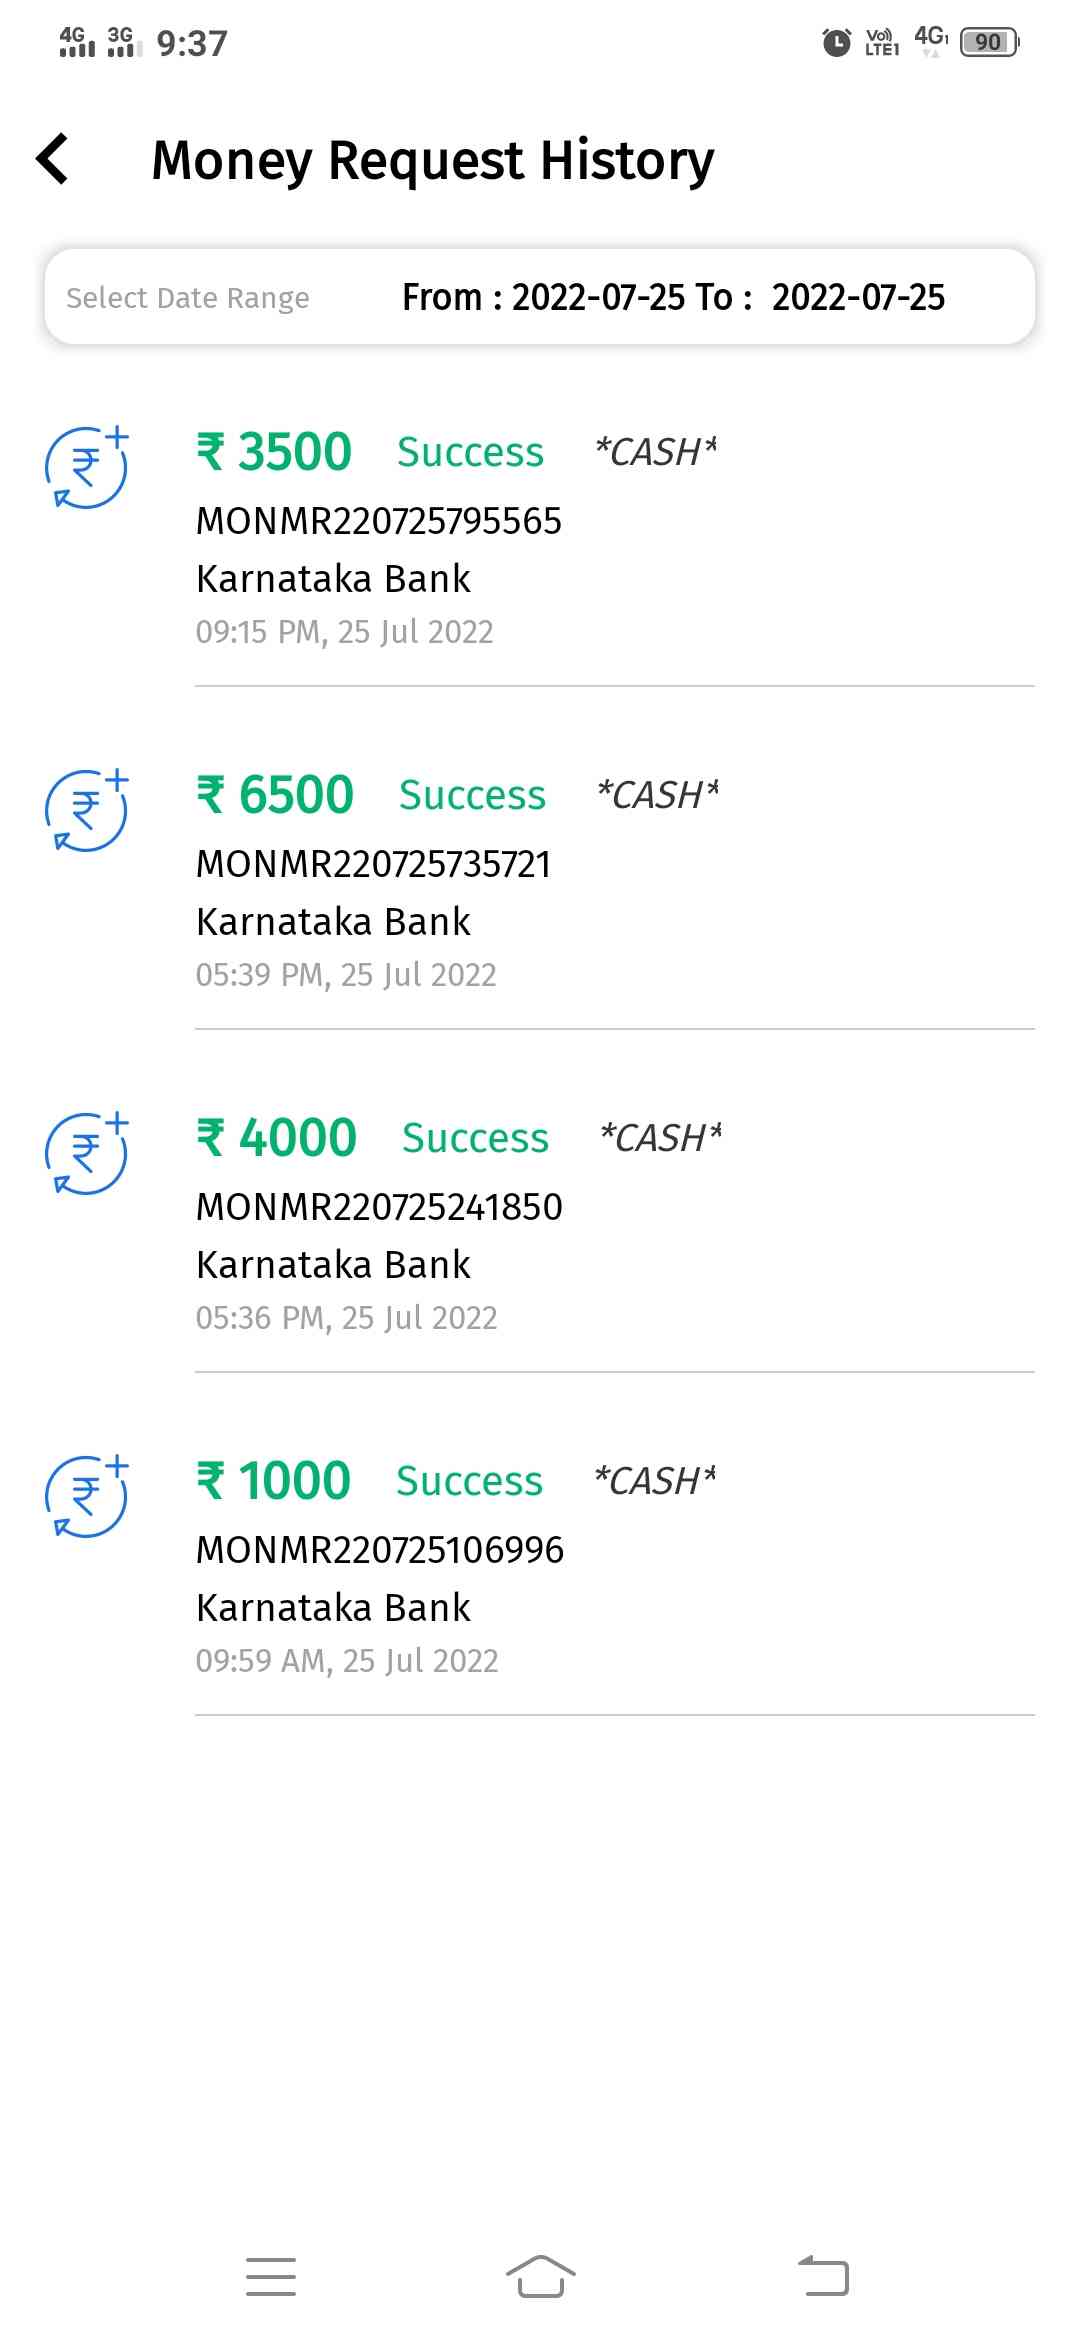 4G 3G 9:37 Vo)) LTE1 4G1 90
Money Request History
Select Date Range From : 2022-07-25 To : 2022-07-25
₹ 3500 Success *CASH*
MONMR220725795565
Karnataka Bank
09:15 PM, 25 Jul 2022
₹ 6500 Success *CASH*
MONMR220725735721
Karnataka Bank
05:39 PM, 25 Jul 2022
₹ 4000 Success *CASH*
MONMR220725241850
Karnataka Bank
05:36 PM, 25 Jul 2022
₹ 1000 Success *CASH*
MONMR220725106996
Karnataka Bank
09:59 AM, 25 Jul 2022